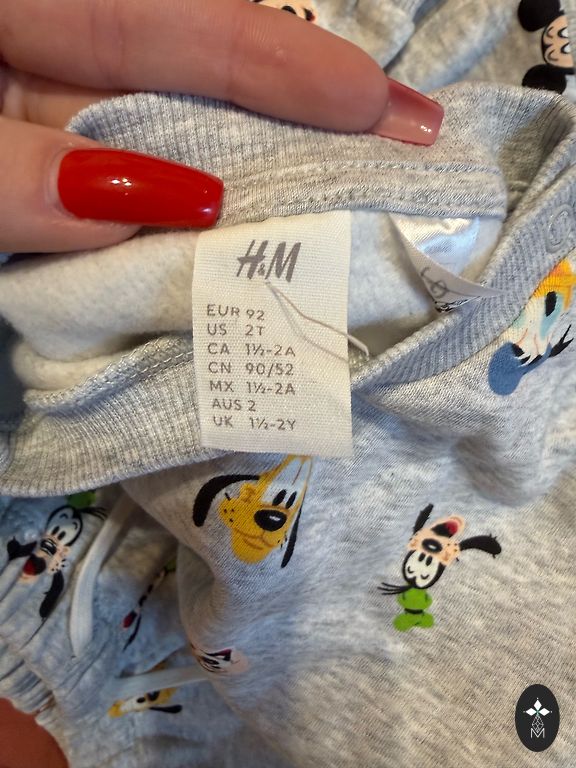 H&M
EUR 92
US 2T
CA 1½-2A
CN 90/52
MX 1½-2A
AUS 2
UK 1½-2Y